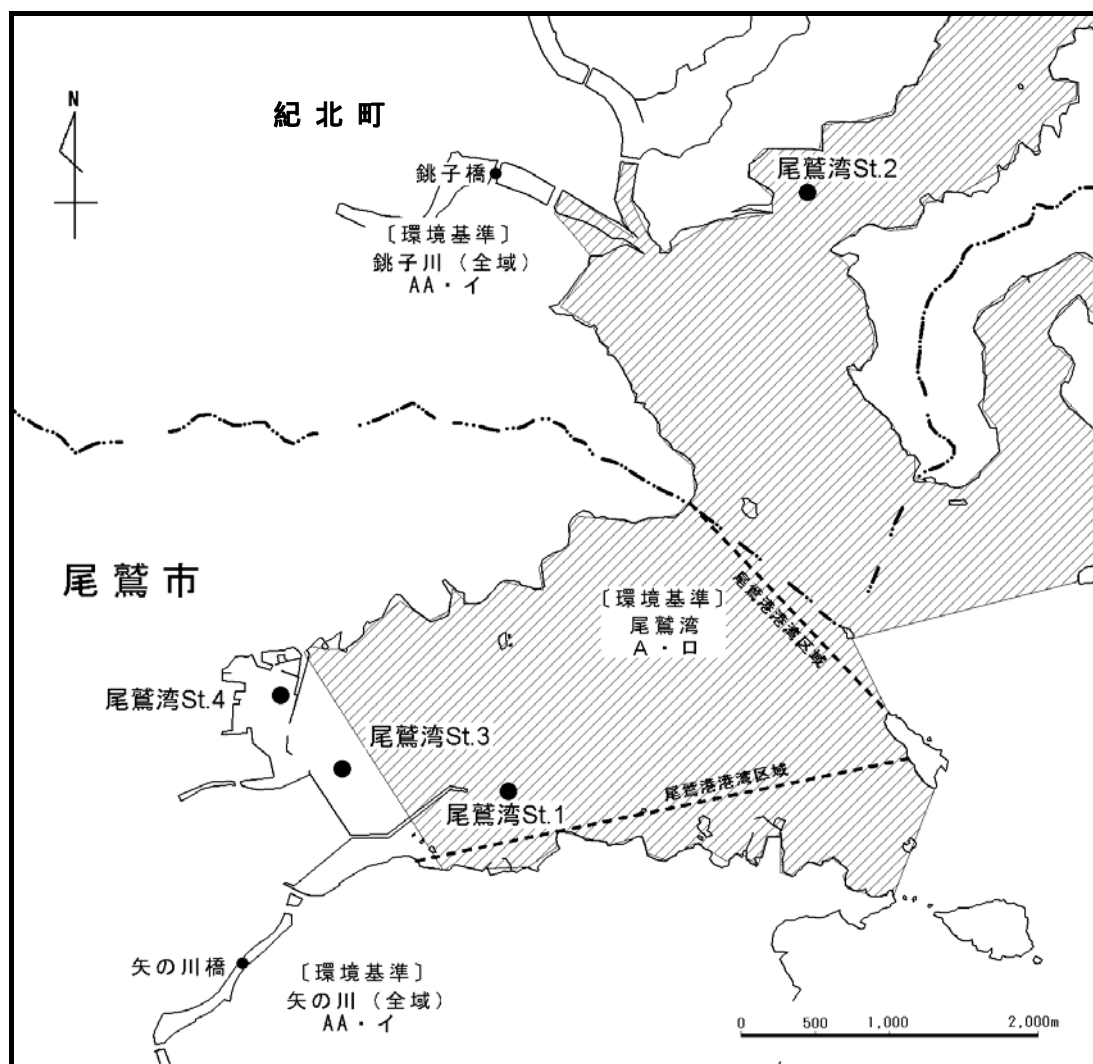 N
紀北町
銚子橋
尾鷲湾St.2
〔環境基準〕
銚子川(全域)
AA・イ
尾鷲市
〔環境基準〕
尾鷲湾
A・ロ
尾鷲港港湾区域
尾鷲湾St.4
尾鷲湾St.3
尾鷲湾St.1
尾鷲港港湾区域
矢の川橋
〔環境基準〕
矢の川(全域)
AA・イ
0 500 1,000 2,000m